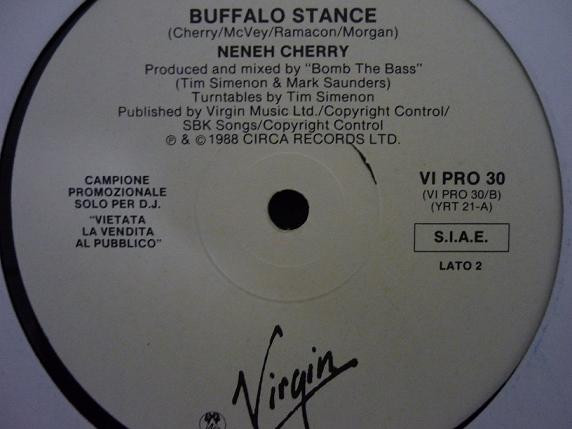 BUFFALO STANCE
(Cherry/McVey/Ramacon/Morgan)
NENEH CHERRY
Produced and mixed by "Bomb The Bass"
(Tim Simenon & Mark Saunders)
Turntables by Tim Simenon
Published by Virgin Music Ltd./Copyright Control/
SBK Songs/Copyright Control
℗ & © 1988 CIRCA RECORDS LTD.
CAMPIONE
PROMOZIONALE
SOLO PER D.J.
"VIETATA
LA VENDITA
AL PUBBLICO"
VI PRO 30
(VI PRO 30/B)
(YRT 21-A)
S.I.A.E.
LATO 2
Virgin